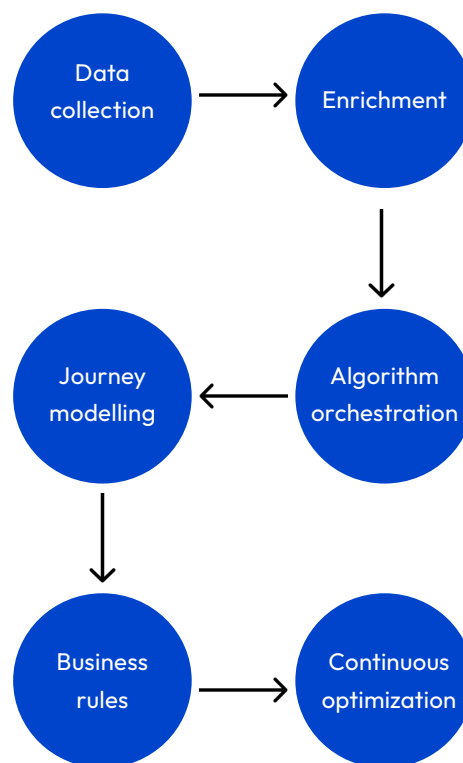 Data
collection
Enrichment
Algorithm
orchestration
Journey
modelling
Business
rules
Continuous
optimization